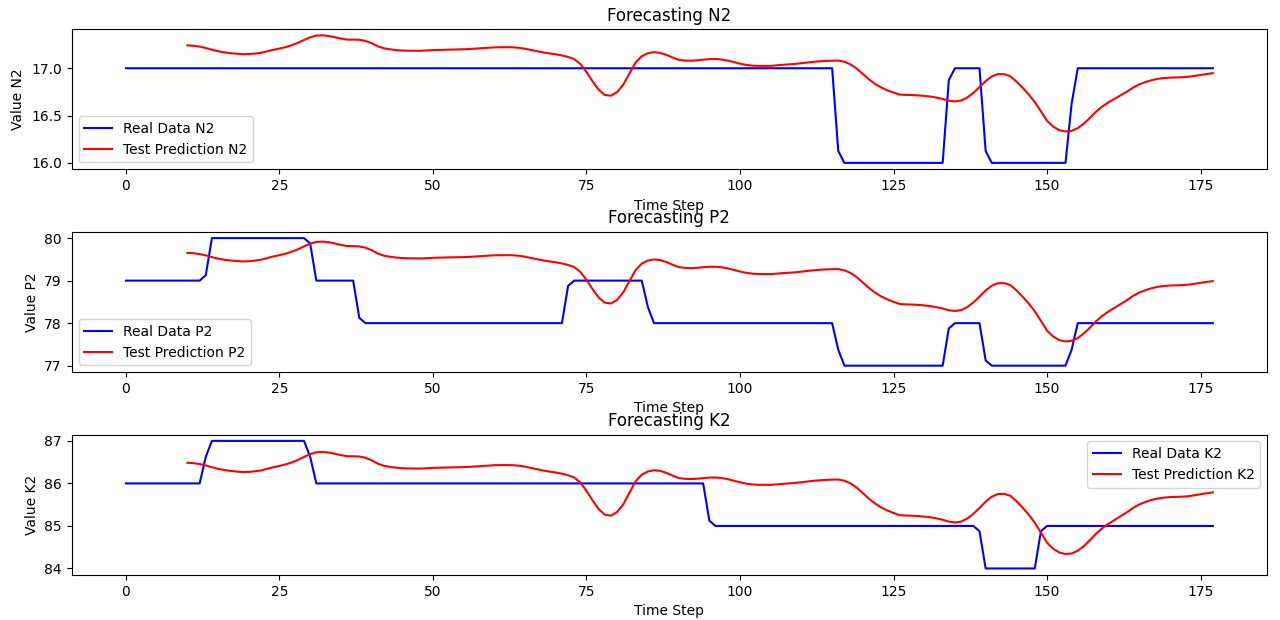 Forecasting N2
Value N2
17.0
16.5
16.0
Real Data N2
Test Prediction N2
0 25 50 75 100 125 150 175
Time Step
Forecasting P2
Value P2
80
79
78
77
Real Data P2
Test Prediction P2
0 25 50 75 100 125 150 175
Time Step
Forecasting K2
Value K2
87
86
85
84
Real Data K2
Test Prediction K2
0 25 50 75 100 125 150 175
Time Step